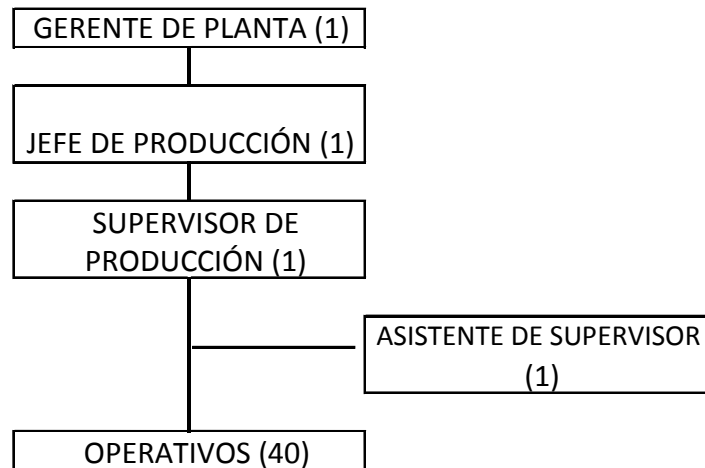 GERENTE DE PLANTA (1)
JEFE DE PRODUCCIÓN (1)
SUPERVISOR DE
PRODUCCIÓN (1)
ASISTENTE DE SUPERVISOR
(1)
OPERATIVOS (40)